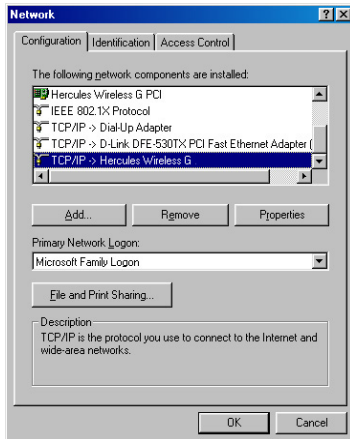 Network
Configuration Identification Access Control
The following network components are installed:
Hercules Wireless G PCI
IEEE 802.1X Protocol
TCP/IP -> Dial-Up Adapter
TCP/IP -> D-Link DFE-530TX PCI Fast Ethernet Adapter (
TCP/IP -> Hercules Wireless G
Add... Remove Properties
Primary Network Logon:
Microsoft Family Logon
File and Print Sharing...
Description
TCP/IP is the protocol you use to connect to the Internet and
wide-area networks.
OK Cancel